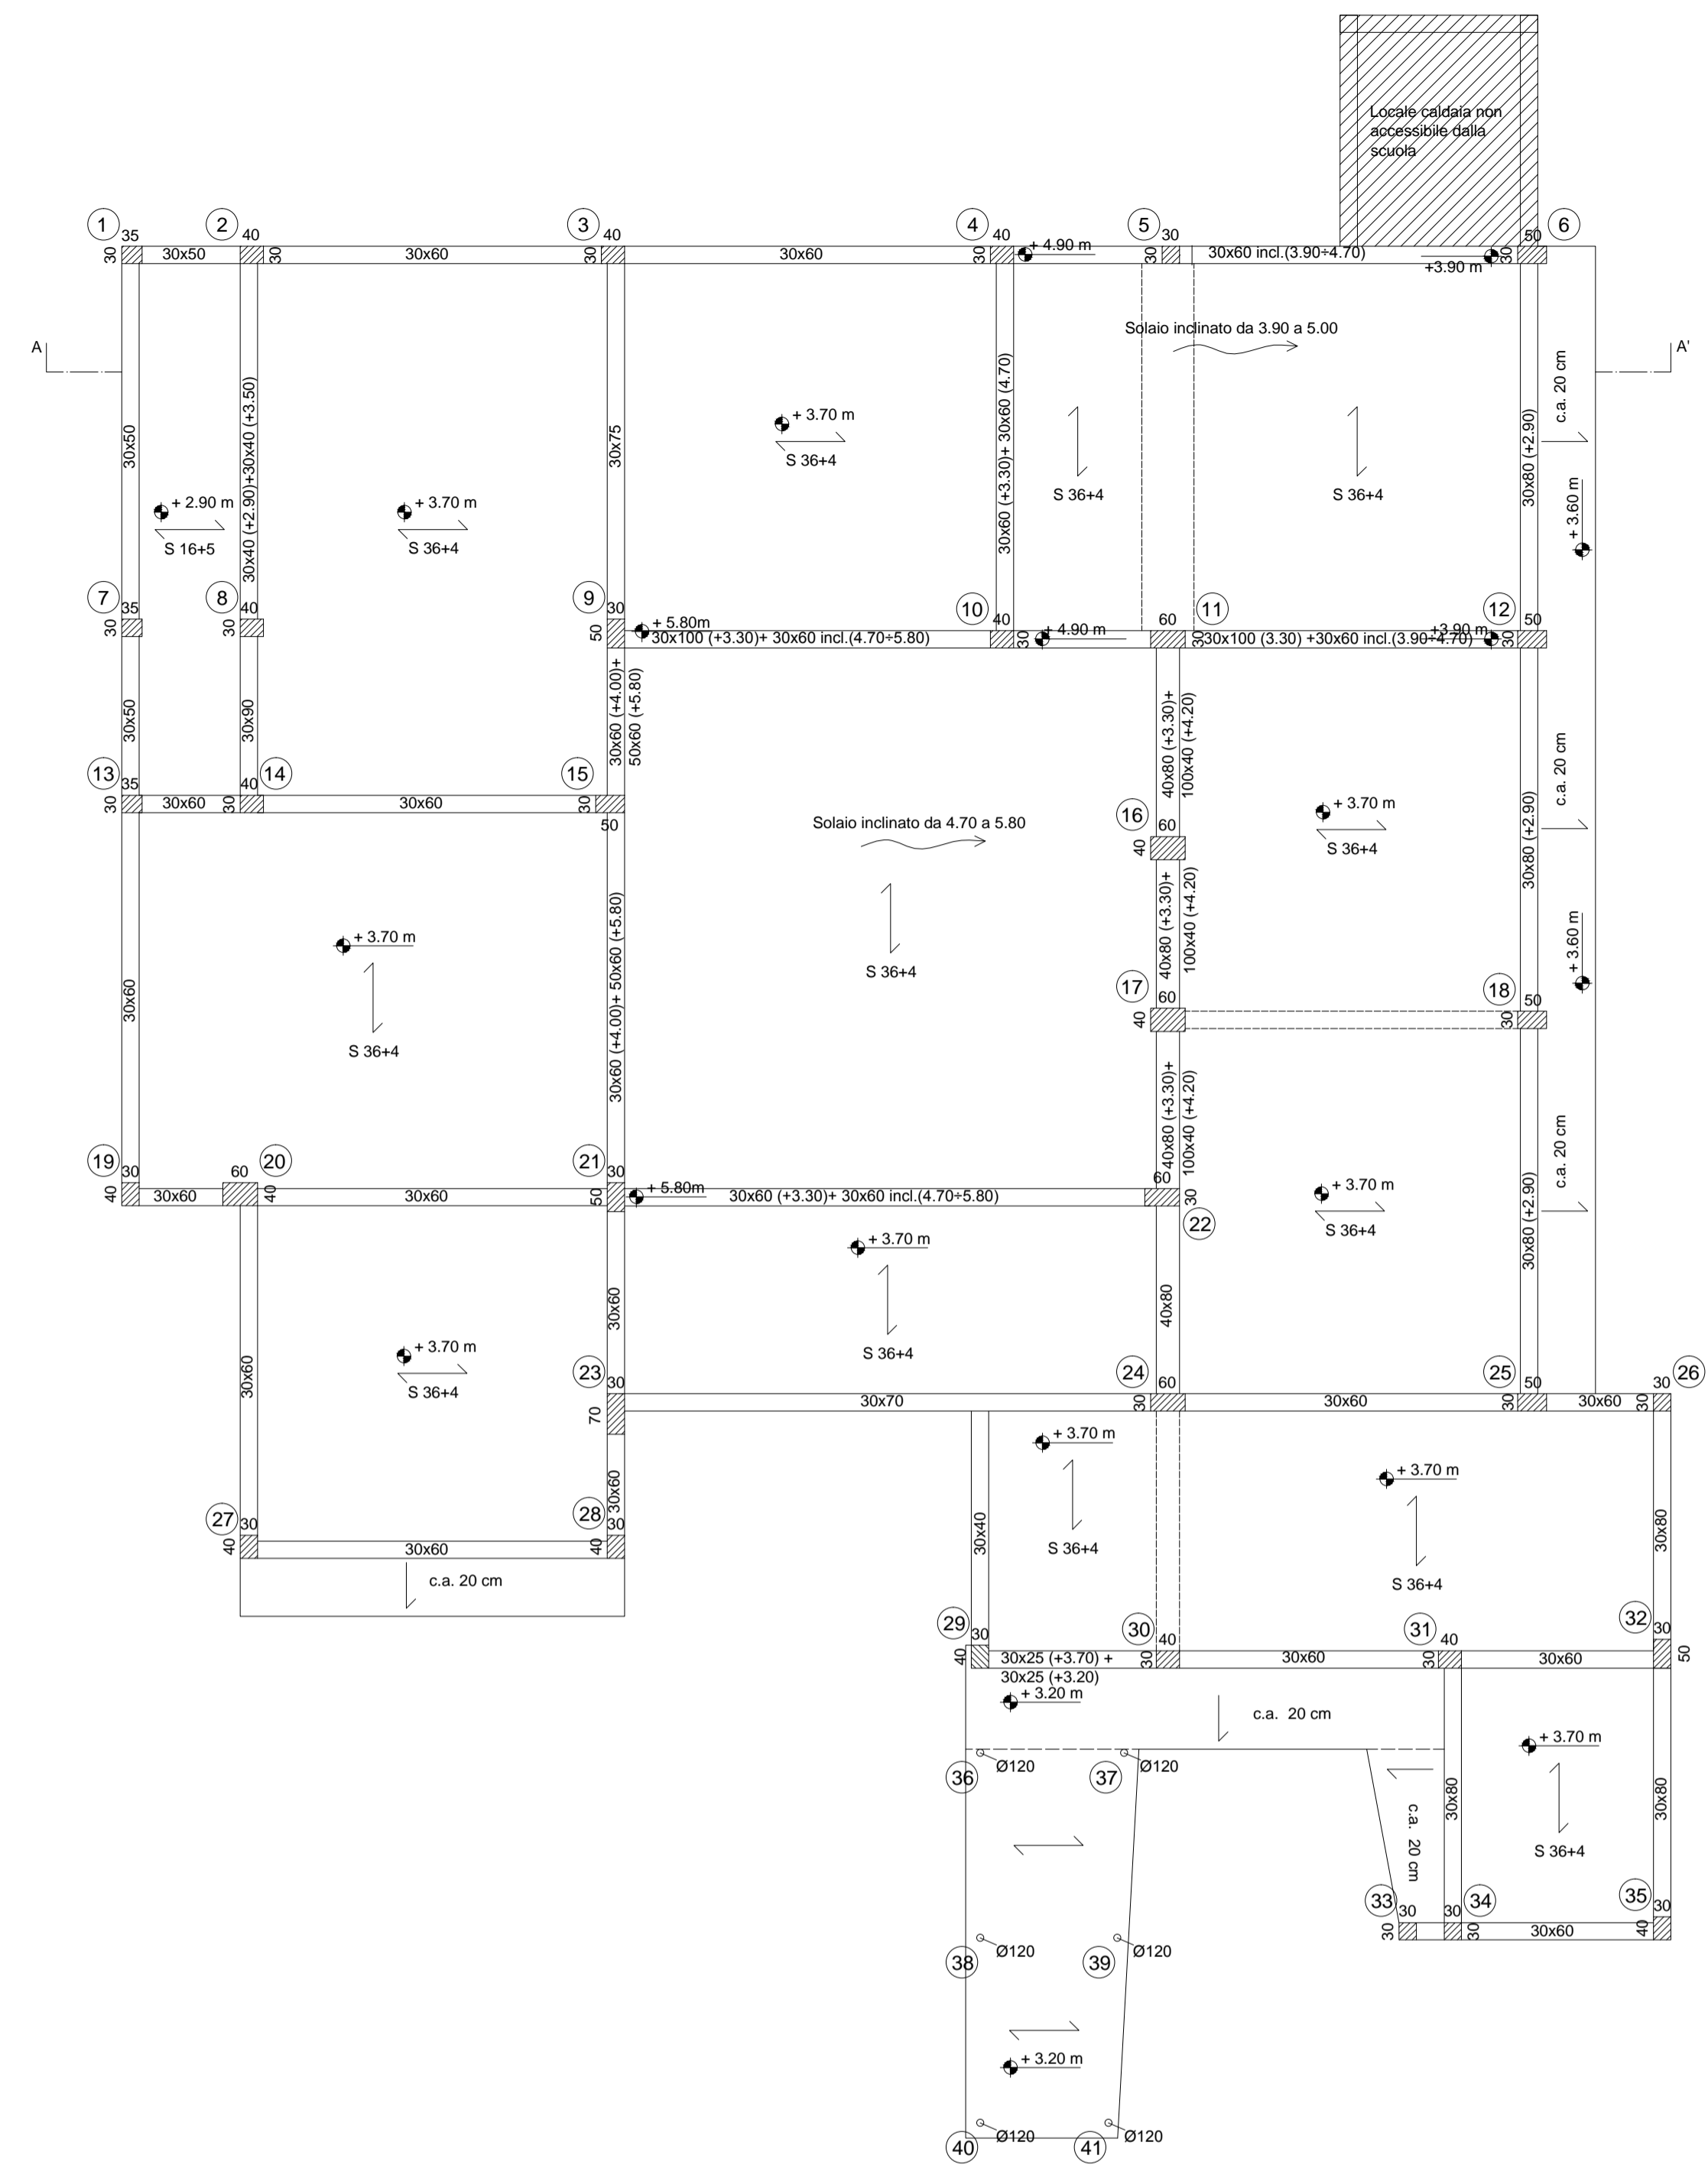 Locale caldaia non
accessibile dalla
scuola
1
35
30
30x50
2
40
30
30x60
3
40
30
30x60
4
40
30
+ 4.90 m
5
30
30
30x60 incl.(3.90÷4.70)
+3.90 m
50
30
6
A
A'
Solaio inclinato da 3.90 a 5.00
30x50
30x40 (+2.90)+30x40 (+3.50)
30x75
30x60 (+3.30)+ 30x60 (4.70)
30x80 (+2.90)
c.a. 20 cm
+ 3.70 m
S 36+4
S 36+4
S 36+4
+ 2.90 m
S 16+5
+ 3.70 m
S 36+4
+ 3.60 m
7
35
30
8
40
30
9
30
50
+ 5.80m
30x100 (+3.30)+ 30x60 incl.(4.70÷5.80)
10
40
30
+ 4.90 m
60
11
30
30x100 (3.30) +30x60 incl.(3.90÷4.70)
+3.90 m
12
50
30
30x50
30x90
30x60 (+4.00)+
50x60 (+5.80)
40x80 (+3.30)+
100x40 (+4.20)
c.a. 20 cm
13
35
30
30x60
40
30
14
30x60
15
30
50
Solaio inclinato da 4.70 a 5.80
16
60
40
+ 3.70 m
S 36+4
30x80 (+2.90)
+ 3.70 m
S 36+4
30x60
30x60 (+4.00)+ 50x60 (+5.80)
S 36+4
40x80 (+3.30)+
100x40 (+4.20)
+ 3.60 m
17
60
40
18
50
30
40x80 (+3.30)+
100x40 (+4.20)
c.a. 20 cm
19
30
40
30x60
60
20
40
30x60
21
30
50
+ 5.80m
30x60 (+3.30)+ 30x60 incl.(4.70÷5.80)
60
30
22
+ 3.70 m
S 36+4
30x80 (+2.90)
+ 3.70 m
S 36+4
30x60
40x80
+ 3.70 m
S 36+4
30x60
23
30
70
30x70
24
60
30
30x60
25
50
30
30x60
26
30
30
+ 3.70 m
S 36+4
+ 3.70 m
S 36+4
30x60
30x40
30x80
27
30
40
30x60
28
30
40
c.a. 20 cm
29
30
40
30x25 (+3.70) +
30x25 (+3.20)
30
40
30
30x60
31
40
30
30x60
32
30
50
+ 3.20 m
c.a. 20 cm
+ 3.70 m
S 36+4
36
Ø120
37
Ø120
c.a. 20 cm
30x80
30x80
33
30
30
30
34
30
30x60
35
30
40
38
Ø120
39
Ø120
+ 3.20 m
40
Ø120
41
Ø120